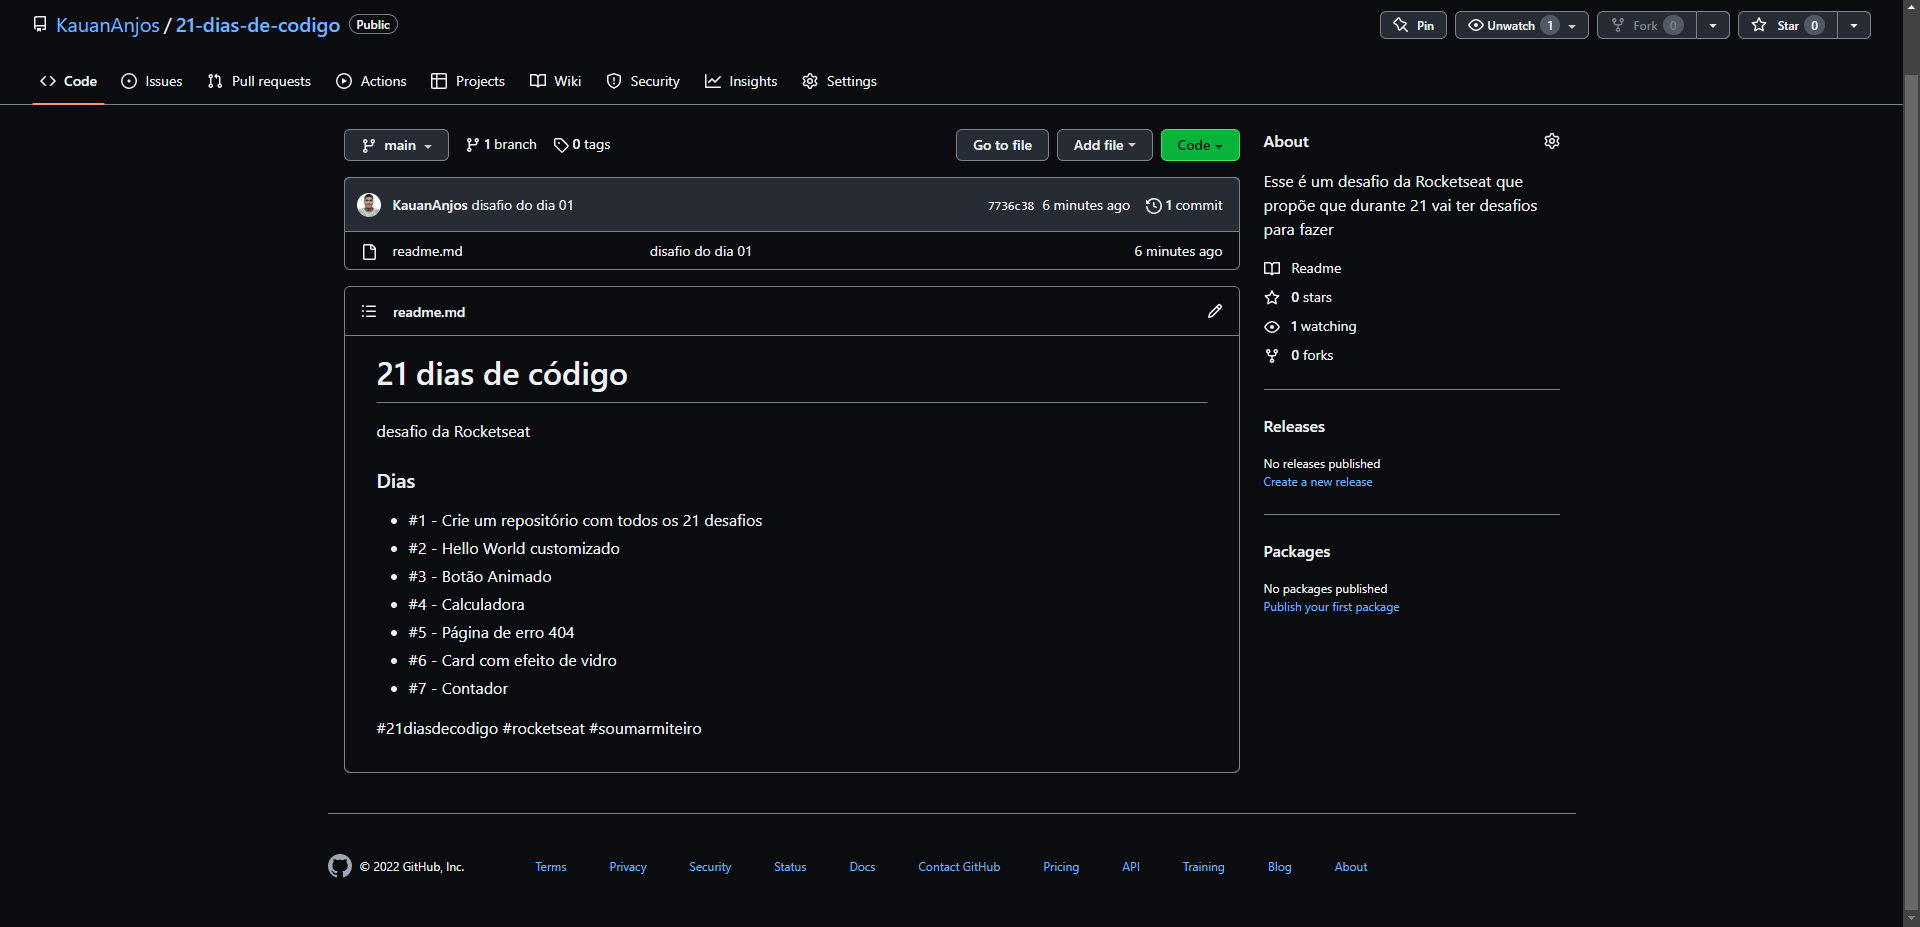 KauanAnjos / 21-dias-de-codigo Public
Pin Unwatch 1 Fork 0 Star 0
Code Issues Pull requests Actions Projects Wiki Security Insights Settings
main 1 branch 0 tags Go to file Add file Code
KauanAnjos disafio do dia 01 7736c38 6 minutes ago 1 commit
readme.md disafio do dia 01 6 minutes ago
readme.md
21 dias de código
desafio da Rocketseat
Dias
#1 - Crie um repositório com todos os 21 desafios
#2 - Hello World customizado
#3 - Botão Animado
#4 - Calculadora
#5 - Página de erro 404
#6 - Card com efeito de vidro
#7 - Contador
#21diasdecodigo #rocketseat #soumarmiteiro
About
Esse é um desafio da Rocketseat que
propõe que durante 21 vai ter desafios
para fazer
Readme
0 stars
1 watching
0 forks
Releases
No releases published
Create a new release
Packages
No packages published
Publish your first package
© 2022 GitHub, Inc. Terms Privacy Security Status Docs Contact GitHub Pricing API Training Blog About